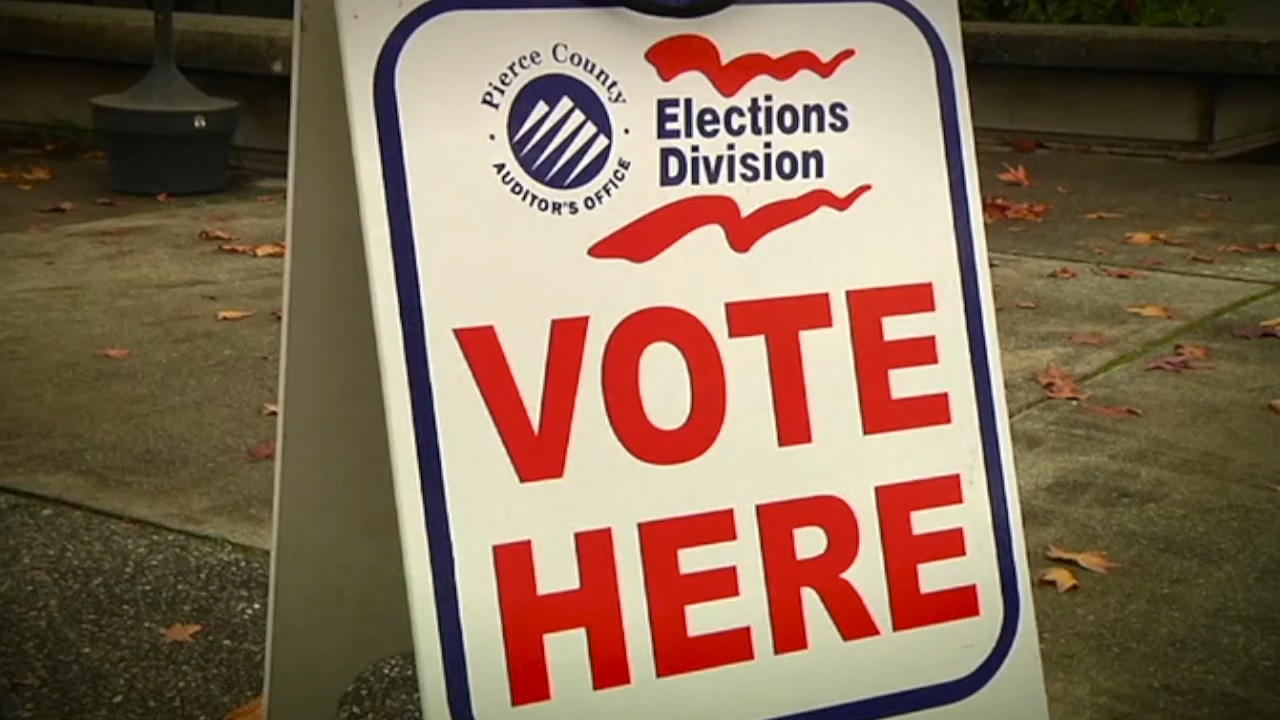 Pierce County
AUDITOR'S OFFICE
Elections
Division
VOTE
HERE